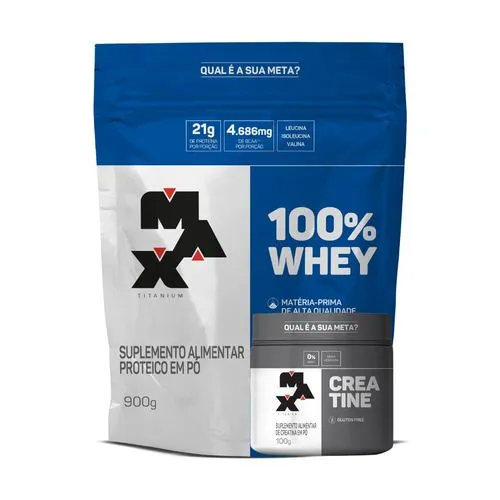 QUAL É A SUA META?
21g
DE PROTEÍNA
POR PORÇÃO
4.686mg
DE BCAA
POR PORÇÃO
LEUCINA
ISOLEUCINA
VALINA
MAX
TITANIUM
100%
WHEY
MATÉRIA-PRIMA
DE ALTA QUALIDADE
SUPLEMENTO ALIMENTAR
PROTEICO EM PÓ
900g
QUAL É A SUA META?
0%
MAX
CREA
TINE
GLUTEN FREE
SUPLEMENTO ALIMENTAR
DE CREATINA EM PÓ
100g